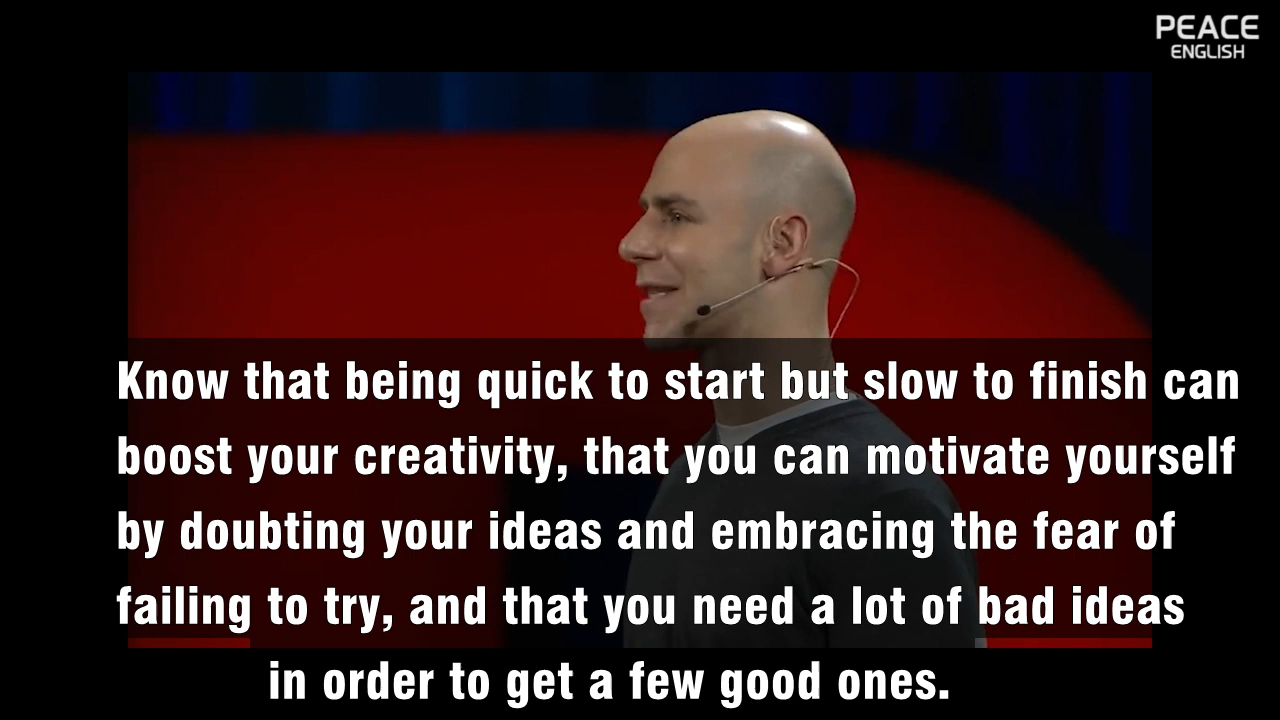 PEACE
ENGLISH
Know that being quick to start but slow to finish can
boost your creativity, that you can motivate yourself
by doubting your ideas and embracing the fear of
failing to try, and that you need a lot of bad ideas
in order to get a few good ones.